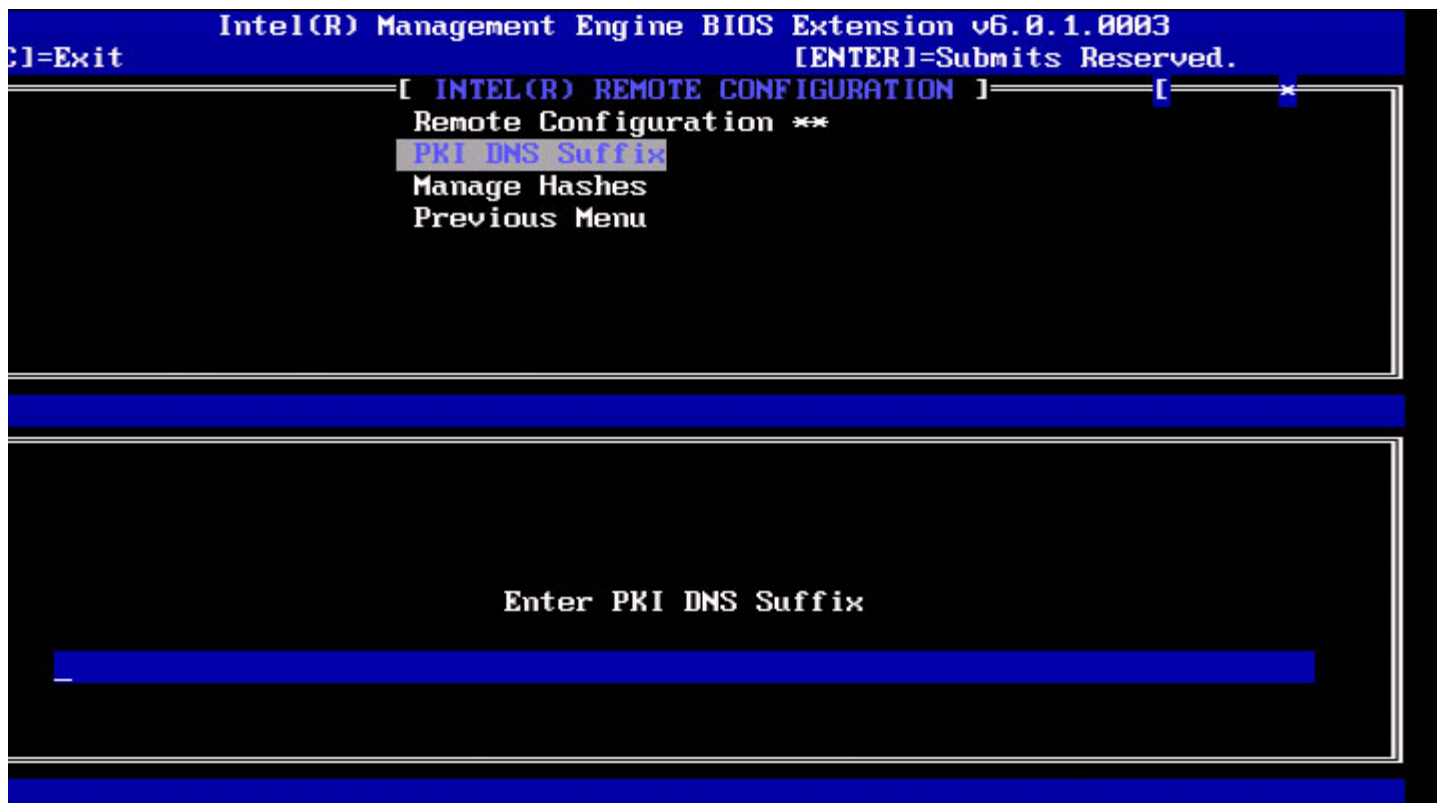 Intel(R) Management Engine BIOS Extension v6.0.1.0003
C]=Exit [ENTER]=Submits Reserved.
[ INTEL(R) REMOTE CONFIGURATION ] [ *
Remote Configuration **
PKI DNS Suffix
Manage Hashes
Previous Menu
Enter PKI DNS Suffix
_